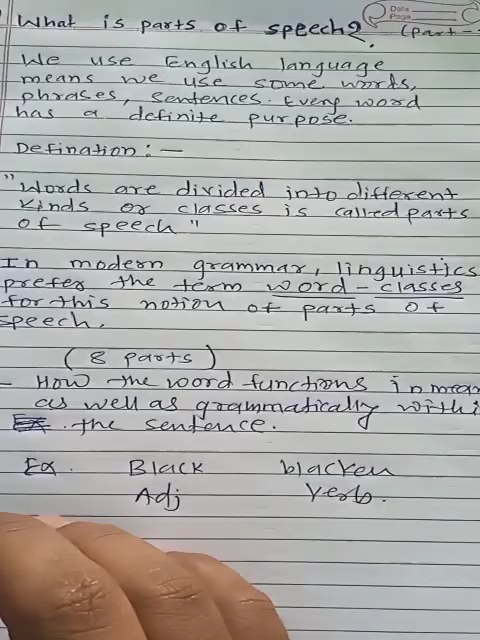 What is parts of speech? (part-
Date
Page
We use English language
means we use some words,
phrases, sentences. Every word
has a definite purpose.
Defination:-
"Words are divided into different
kinds or classes is called parts
of speech"
In modern grammar, linguistics
prefer the term word-classes
for this notion of parts of
speech.
(8 parts)
- How the word functions in mean
as well as grammatically withi
the sentence.
Ex. Black blacken
Adj Verb.